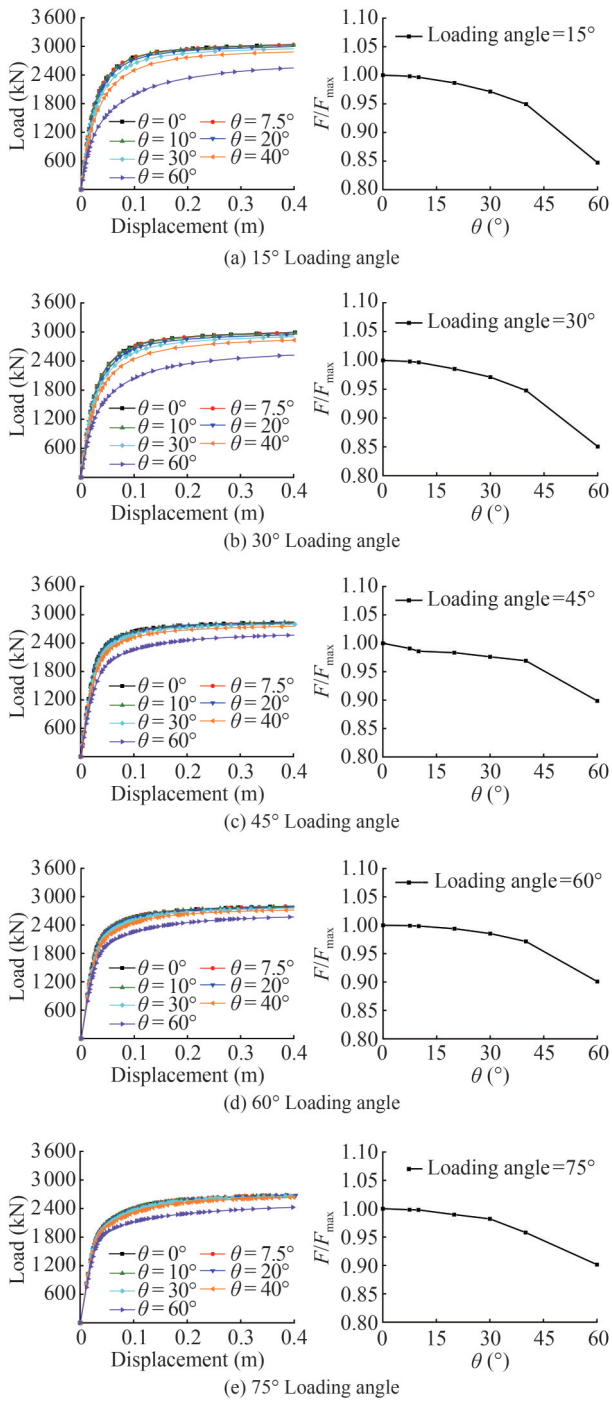 Load (kN)
3 600
3 000
2 400
1 800
1 200
600
0
0.1
0.2
0.3
0.4
Displacement (m)
θ = 0°
θ = 7.5°
θ = 10°
θ = 20°
θ = 30°
θ = 40°
θ = 60°
F/Fmax
1.10
1.05
1.00
0.95
0.90
0.85
0.80
0
15
30
45
60
θ (°)
Loading angle=15°
(a) 15° Loading angle
Load (kN)
3 600
3 000
2 400
1 800
1 200
600
0
0.1
0.2
0.3
0.4
Displacement (m)
θ = 0°
θ = 7.5°
θ = 10°
θ = 20°
θ = 30°
θ = 40°
θ = 60°
F/Fmax
1.10
1.05
1.00
0.95
0.90
0.85
0.80
0
15
30
45
60
θ (°)
Loading angle=30°
(b) 30° Loading angle
Load (kN)
3 600
3 000
2 400
1 800
1 200
600
0
0.1
0.2
0.3
0.4
Displacement (m)
θ = 0°
θ = 7.5°
θ = 10°
θ = 20°
θ = 30°
θ = 40°
θ = 60°
F/Fmax
1.10
1.05
1.00
0.95
0.90
0.85
0.80
0
15
30
45
60
θ (°)
Loading angle=45°
(c) 45° Loading angle
Load (kN)
3 600
3 000
2 400
1 800
1 200
600
0
0.1
0.2
0.3
0.4
Displacement (m)
θ = 0°
θ = 7.5°
θ = 10°
θ = 20°
θ = 30°
θ = 40°
θ = 60°
F/Fmax
1.10
1.05
1.00
0.95
0.90
0.85
0.80
0
15
30
45
60
θ (°)
Loading angle=60°
(d) 60° Loading angle
Load (kN)
3 600
3 000
2 400
1 800
1 200
600
0
0.1
0.2
0.3
0.4
Displacement (m)
θ = 0°
θ = 7.5°
θ = 10°
θ = 20°
θ = 30°
θ = 40°
θ = 60°
F/Fmax
1.10
1.05
1.00
0.95
0.90
0.85
0.80
0
15
30
45
60
θ (°)
Loading angle=75°
(e) 75° Loading angle